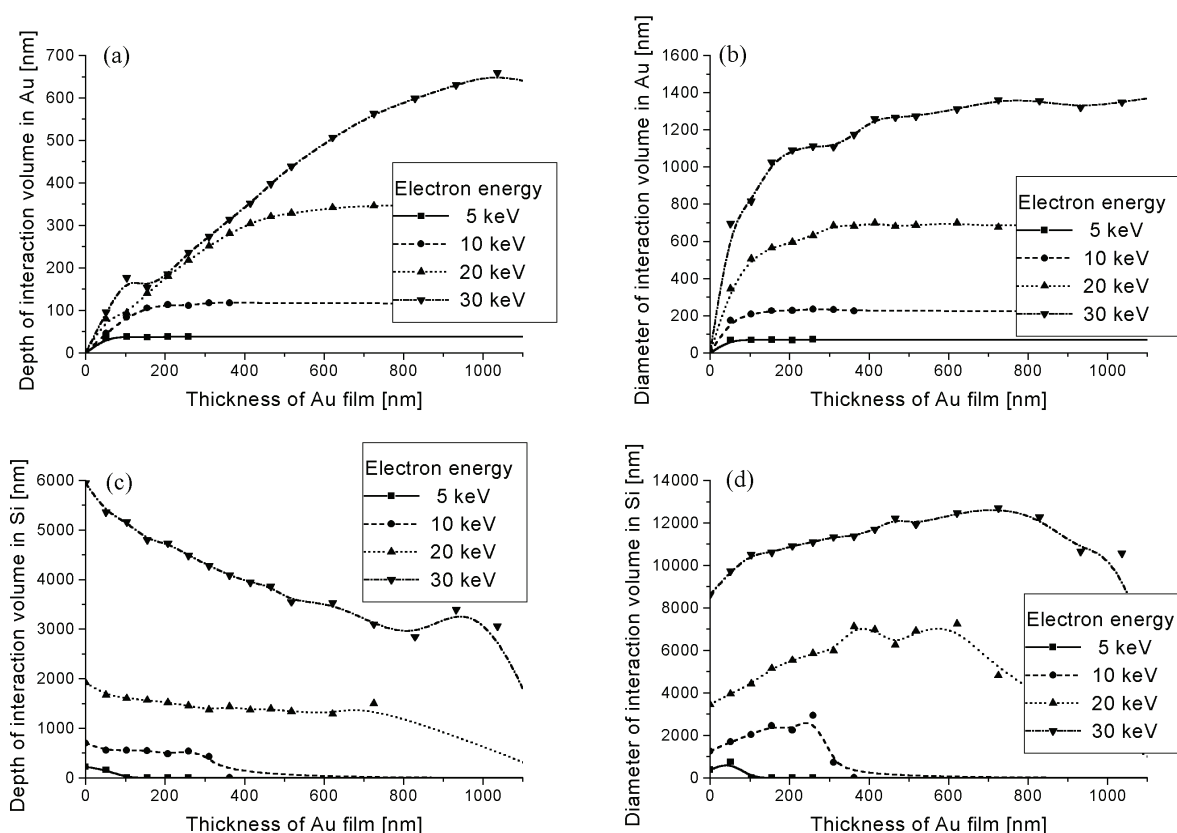 (a)
Depth of interaction volume in Au [nm]
700
600
500
400
300
200
100
0
0 200 400 600 800 1000
Thickness of Au film [nm]
Electron energy
5 keV
10 keV
20 keV
30 keV
(b)
Diameter of interaction volume in Au [nm]
1600
1400
1200
1000
800
600
400
200
0
0 200 400 600 800 1000
Thickness of Au film [nm]
Electron energy
5 keV
10 keV
20 keV
30 keV
(c)
Depth of interaction volume in Si [nm]
6000
5000
4000
3000
2000
1000
0
0 200 400 600 800 1000
Thickness of Au film [nm]
Electron energy
5 keV
10 keV
20 keV
30 keV
(d)
Diameter of interaction volume in Si [nm]
14000
12000
10000
8000
6000
4000
2000
0
0 200 400 600 800 1000
Thickness of Au film [nm]
Electron energy
5 keV
10 keV
20 keV
30 keV